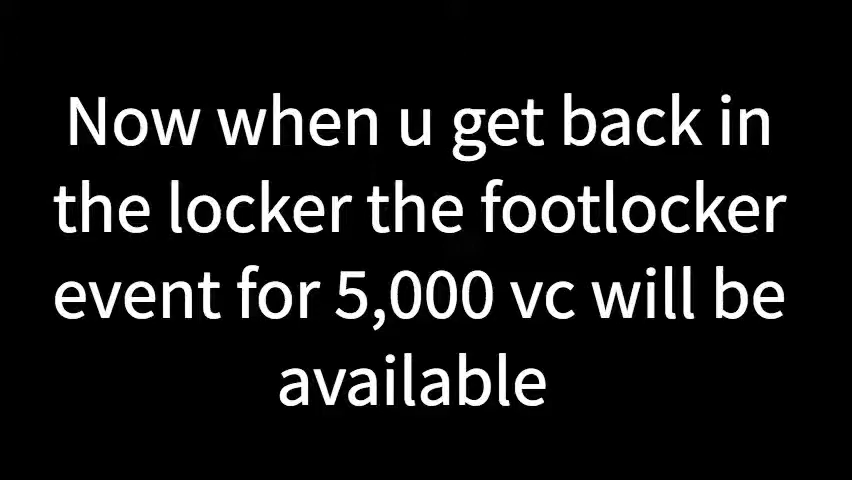 Now when u get back in
the locker the footlocker
event for 5,000 vc will be
available